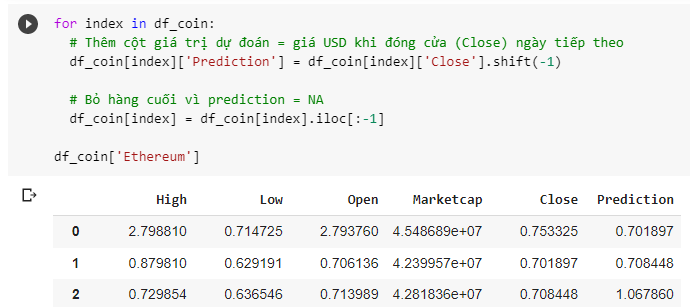 for index in df_coin:
# Thêm cột giá trị dự đoán = giá USD khi đóng cửa (Close) ngày tiếp theo
df_coin[index]['Prediction'] = df_coin[index]['Close'].shift(-1)
# Bỏ hàng cuối vì prediction = NA
df_coin[index] = df_coin[index].iloc[:-1]
df_coin['Ethereum']
High Low Open Marketcap Close Prediction
0 2.798810 0.714725 2.793760 4.548689e+07 0.753325 0.701897
1 0.879810 0.629191 0.706136 4.239957e+07 0.701897 0.708448
2 0.729854 0.636546 0.713989 4.281836e+07 0.708448 1.067860